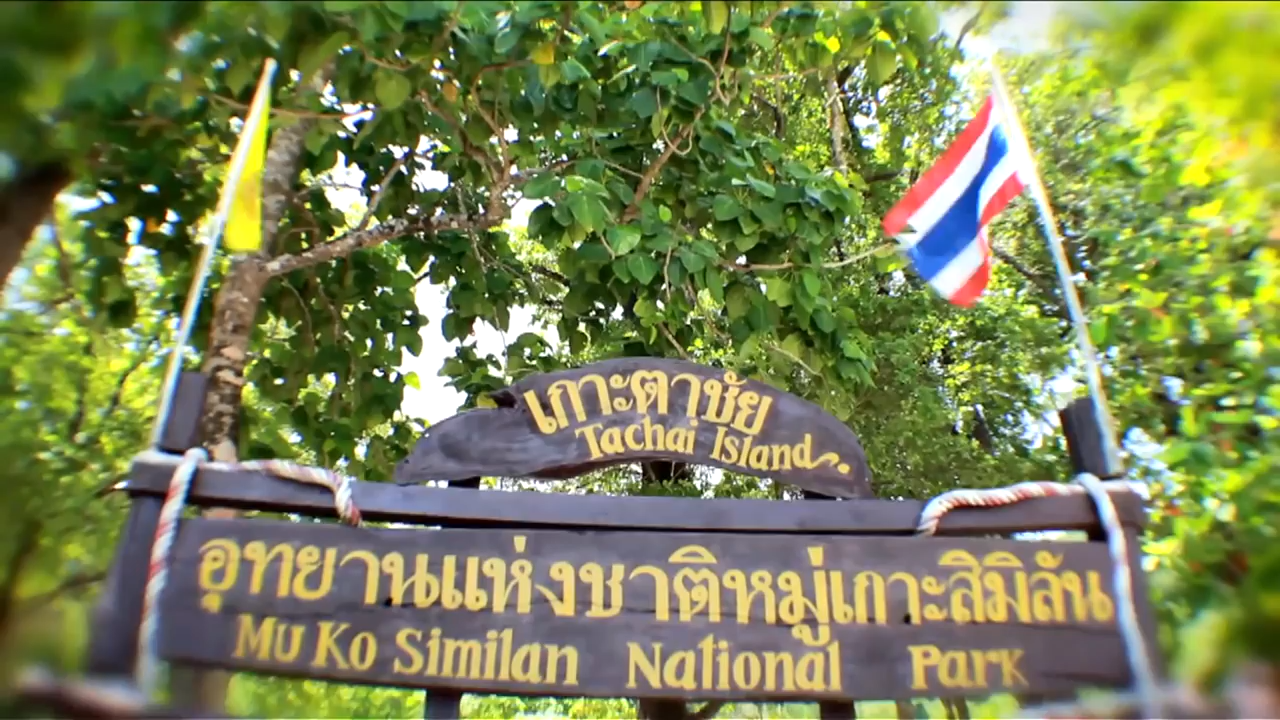 เกาะตาชัย
Tachai Island
อุทยานแห่งชาติหมู่เกาะสิมิลัน
Mu Ko Similan National Park